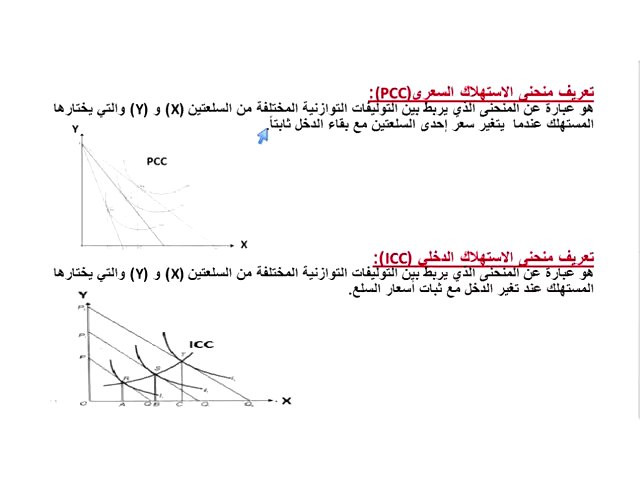 تعريف منحنى الاستهلاك السعري(PCC):
هو عبارة عن المنحنى الذي يربط بين التوليفات التوازنية المختلفة من السلعتين (X) و (Y) والتي يختارها
المستهلك عندما يتغير سعر إحدى السلعتين مع بقاء الدخل ثابتاً.
Y
PCC
X
تعريف منحنى الاستهلاك الدخلي (ICC):
هو عبارة عن المنحنى الذي يربط بين التوليفات التوازنية المختلفة من السلعتين (X) و (Y) والتي يختارها
المستهلك عند تغير الدخل مع ثبات أسعار السلع.
Y
ICC
R S T
O A B C X